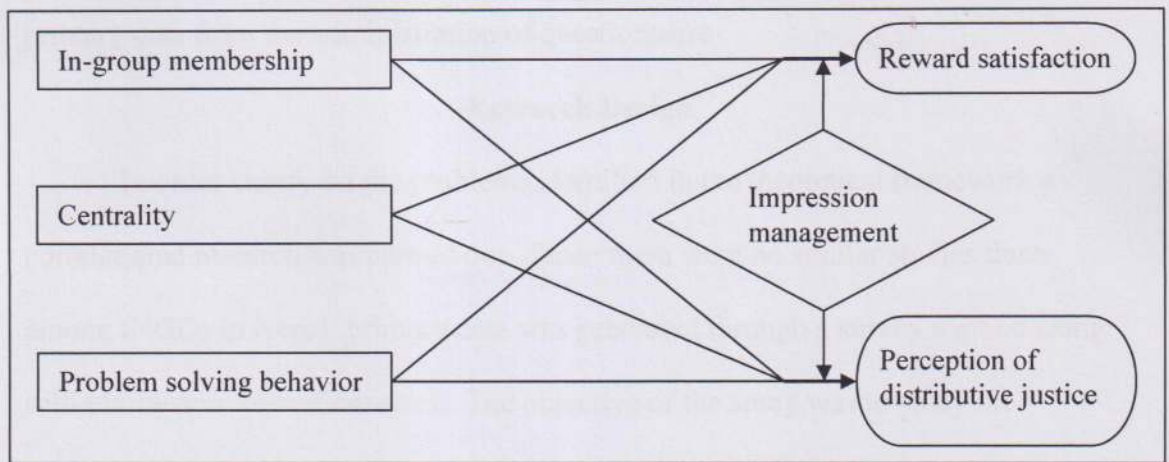 In-group membership
Reward satisfaction
Centrality
Impression
management
Problem solving behavior
Perception of
distributive justice